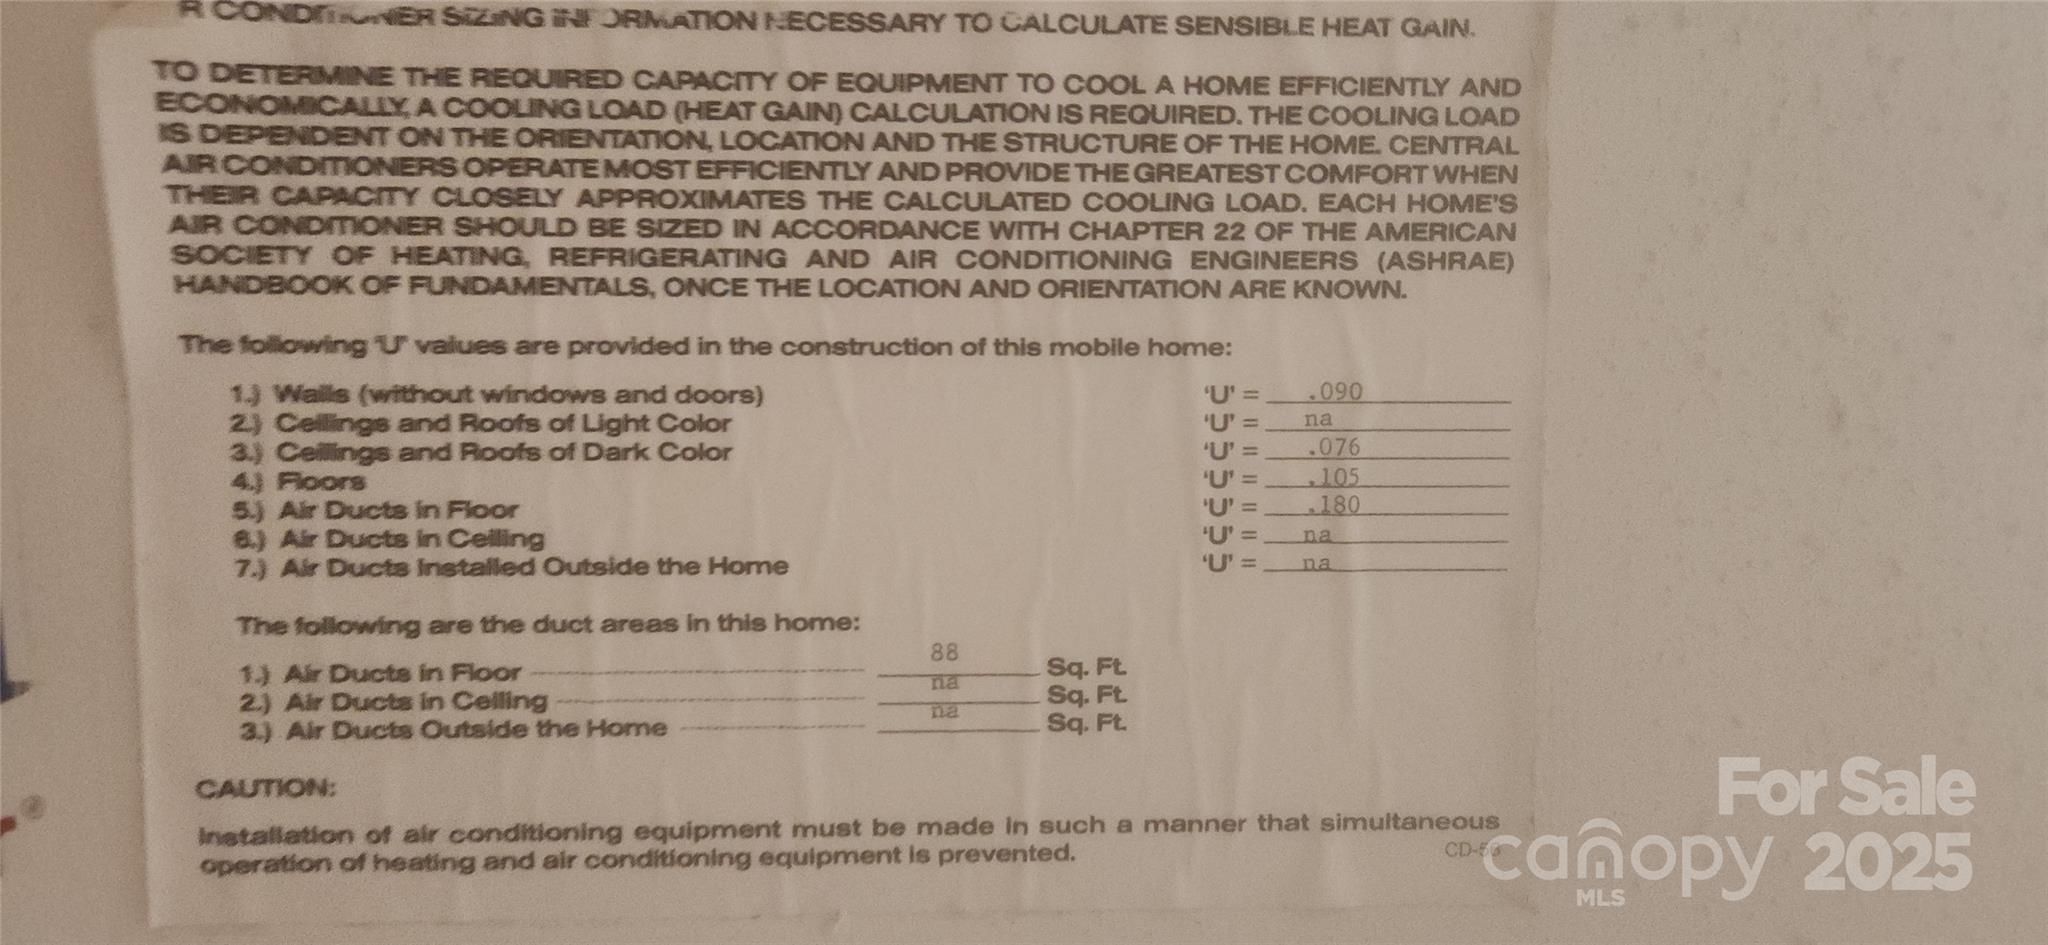 R CONDITIONER SIZING INFORMATION NECESSARY TO CALCULATE SENSIBLE HEAT GAIN.
TO DETERMINE THE REQUIRED CAPACITY OF EQUIPMENT TO COOL A HOME EFFICIENTLY AND
ECONOMICALLY, A COOLING LOAD (HEAT GAIN) CALCULATION IS REQUIRED. THE COOLING LOAD
IS DEPENDENT ON THE ORIENTATION, LOCATION AND THE STRUCTURE OF THE HOME. CENTRAL
AIR CONDITIONERS OPERATE MOST EFFICIENTLY AND PROVIDE THE GREATEST COMFORT WHEN
THEIR CAPACITY CLOSELY APPROXIMATES THE CALCULATED COOLING LOAD. EACH HOME'S
AIR CONDITIONER SHOULD BE SIZED IN ACCORDANCE WITH CHAPTER 22 OF THE AMERICAN
SOCIETY OF HEATING, REFRIGERATING AND AIR CONDITIONING ENGINEERS (ASHRAE)
HANDBOOK OF FUNDAMENTALS, ONCE THE LOCATION AND ORIENTATION ARE KNOWN.
The following 'U' values are provided in the construction of this mobile home:
1.) Walls (without windows and doors) 'U' = .090
2.) Ceilings and Roofs of Light Color 'U' = na
3.) Ceilings and Roofs of Dark Color 'U' = .076
4.) Floors 'U' = .105
5.) Air Ducts in Floor 'U' = .180
6.) Air Ducts in Ceiling 'U' = na
7.) Air Ducts Installed Outside the Home 'U' = na
The following are the duct areas in this home:
1.) Air Ducts in Floor 88 Sq. Ft.
2.) Air Ducts in Ceiling na Sq. Ft.
3.) Air Ducts Outside the Home na Sq. Ft.
CAUTION:
Installation of air conditioning equipment must be made in such a manner that simultaneous
operation of heating and air conditioning equipment is prevented.
For Sale
canopy 2025
MLS